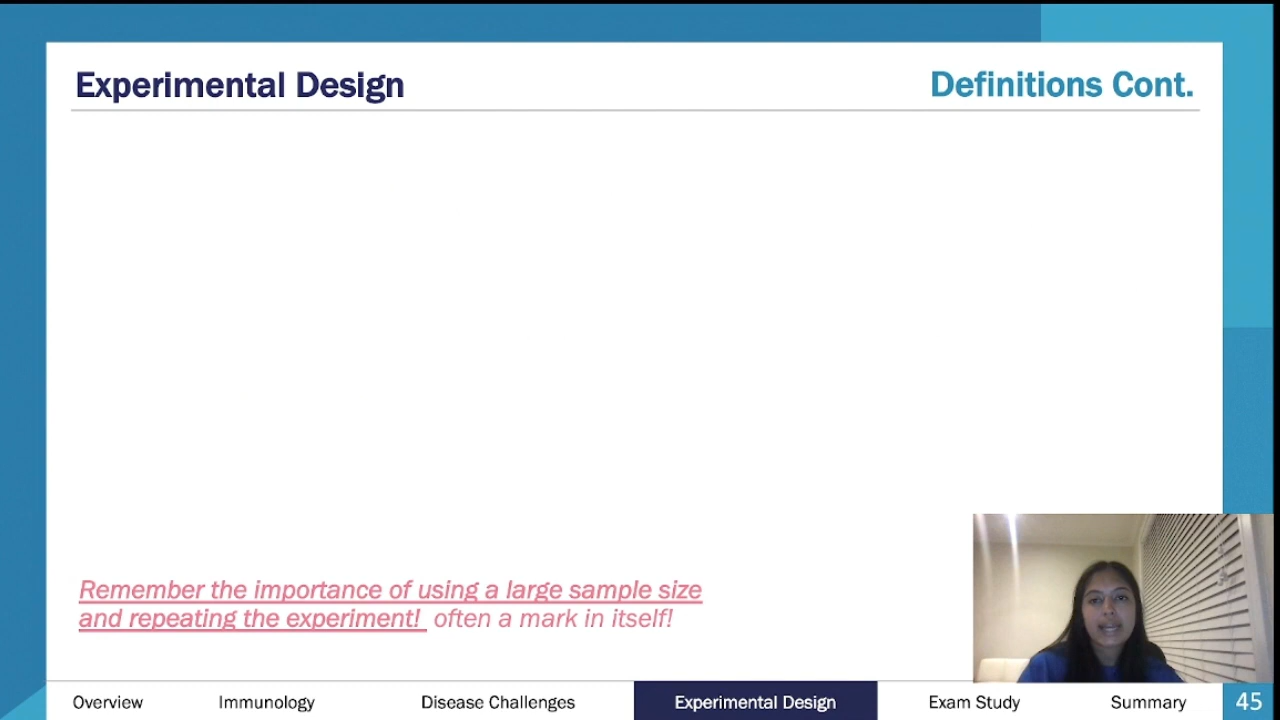 Experimental Design
Definitions Cont.
Remember the importance of using a large sample size
and repeating the experiment! often a mark in itself!
Overview
Immunology
Disease Challenges
Experimental Design
Exam Study
Summary
45